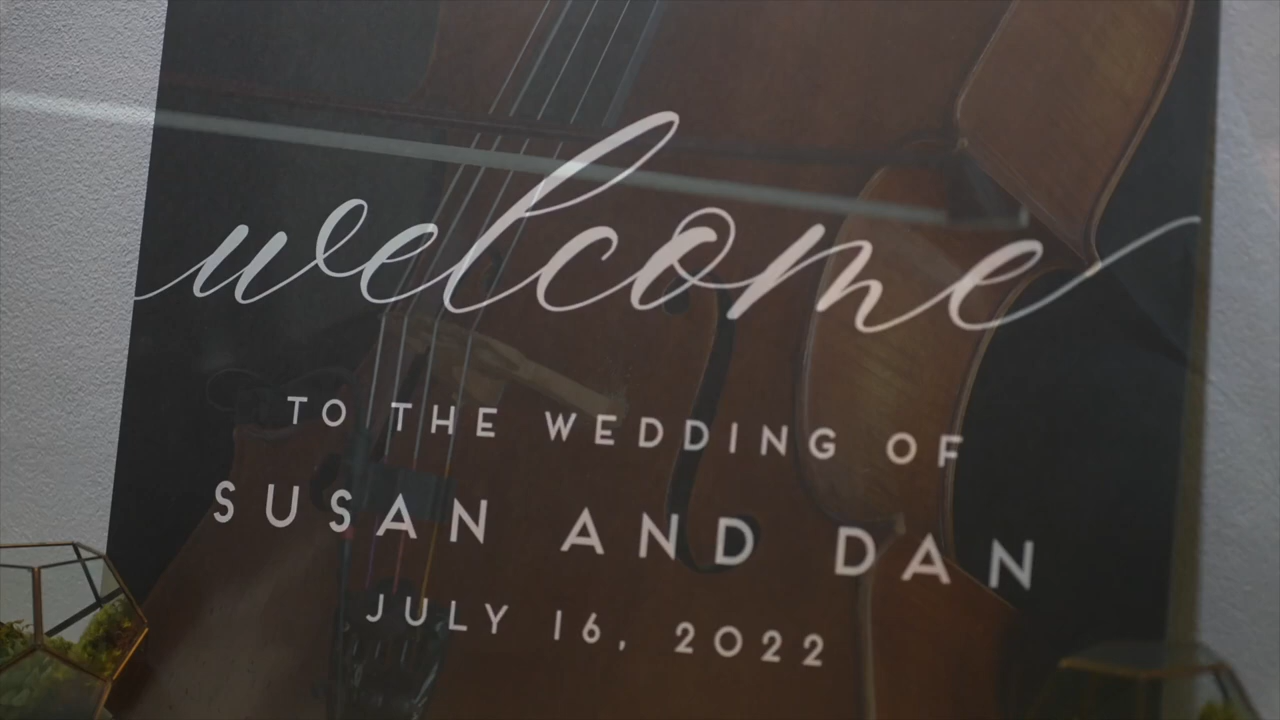 welcome
TO THE WEDDING OF
SUSAN AND DAN
JULY 16, 2022